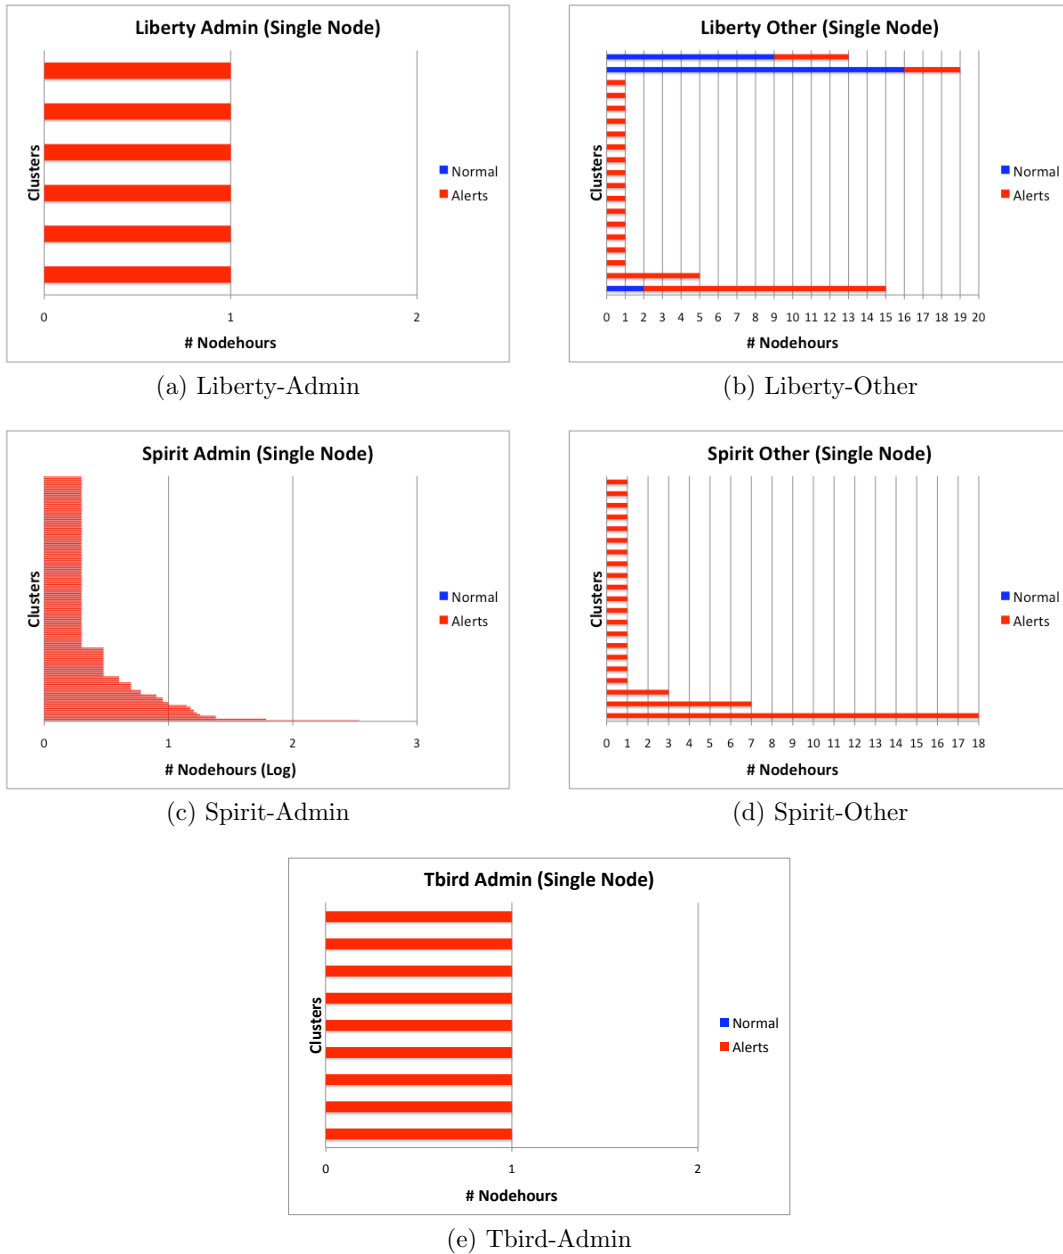 Liberty Admin (Single Node)
Clusters
Normal
Alerts
0 1 2
# Nodehours
(a) Liberty-Admin
Liberty Other (Single Node)
Clusters
Normal
Alerts
0 1 2 3 4 5 6 7 8 9 10 11 12 13 14 15 16 17 18 19 20
# Nodehours
(b) Liberty-Other
Spirit Admin (Single Node)
Clusters
Normal
Alerts
0 1 2 3
# Nodehours (Log)
(c) Spirit-Admin
Spirit Other (Single Node)
Clusters
Normal
Alerts
0 1 2 3 4 5 6 7 8 9 10 11 12 13 14 15 16 17 18
# Nodehours
(d) Spirit-Other
Tbird Admin (Single Node)
Clusters
Normal
Alerts
0 1 2
# Nodehours
(e) Tbird-Admin